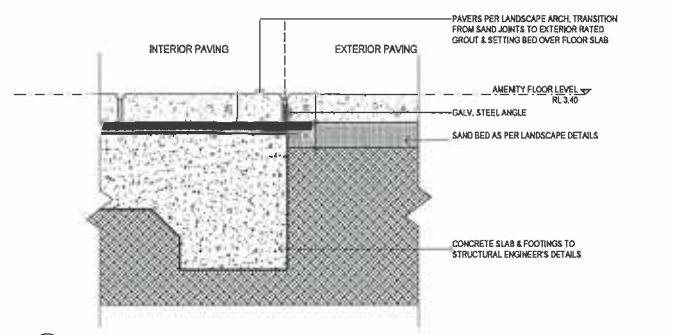 PAVERS PER LANDSCAPE ARCH. TRANSITION
FROM SAND JOINTS TO EXTERIOR RATED
GROUT & SETTING BED OVER FLOOR SLAB
INTERIOR PAVING
EXTERIOR PAVING
AMENITY FLOOR LEVEL
RL 3.40
GALV. STEEL ANGLE
SAND BED AS PER LANDSCAPE DETAILS
CONCRETE SLAB & FOOTINGS TO
STRUCTURAL ENGINEER'S DETAILS